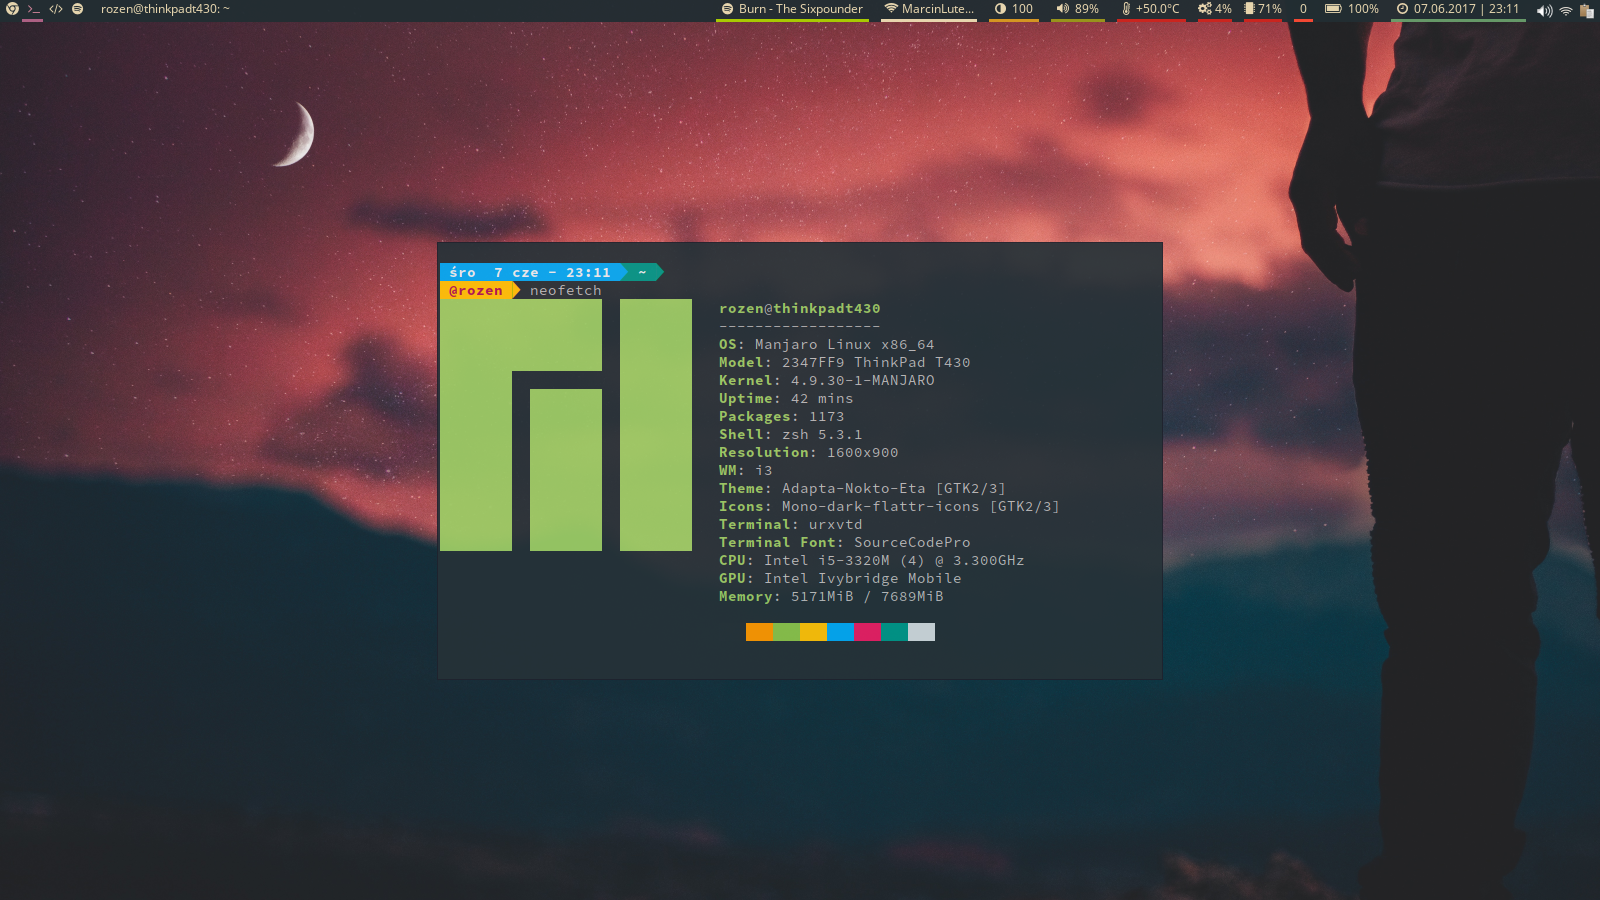 rozen@thinkpadt430: ~
Burn - The Sixpounder
MarcinLute...
100
89%
+50.0°C
4%
71%
0
100%
07.06.2017 | 23:11
śro  7 cze - 23:11  ~
@rozen  neofetch
rozen@thinkpadt430
------------------
OS: Manjaro Linux x86_64
Model: 2347FF9 ThinkPad T430
Kernel: 4.9.30-1-MANJARO
Uptime: 42 mins
Packages: 1173
Shell: zsh 5.3.1
Resolution: 1600x900
WM: i3
Theme: Adapta-Nokto-Eta [GTK2/3]
Icons: Mono-dark-flattr-icons [GTK2/3]
Terminal: urxvtd
Terminal Font: SourceCodePro
CPU: Intel i5-3320M (4) @ 3.300GHz
GPU: Intel Ivybridge Mobile
Memory: 5171MiB / 7689MiB